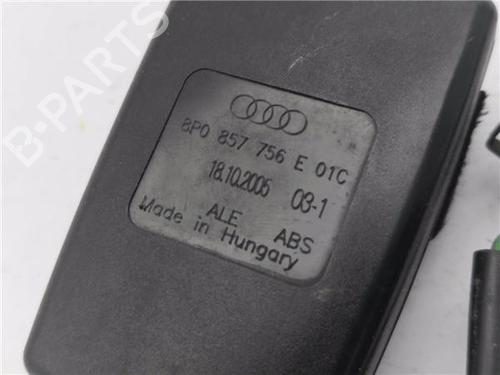 B-PARTS
8P0 857 756 E 01C
18.10.2005 03-1
ALE ABS
Made in Hungary